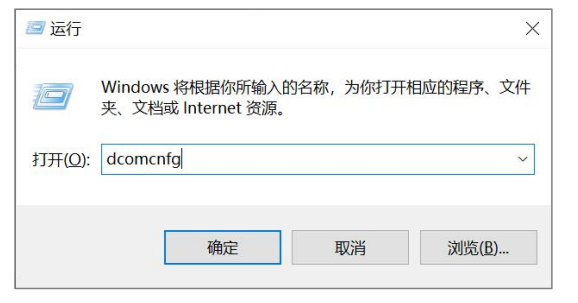 运行
Windows 将根据你所输入的名称，为你打开相应的程序、文件
夹、文档或 Internet 资源。
打开(O): dcomcnfg
确定 取消 浏览(B)...